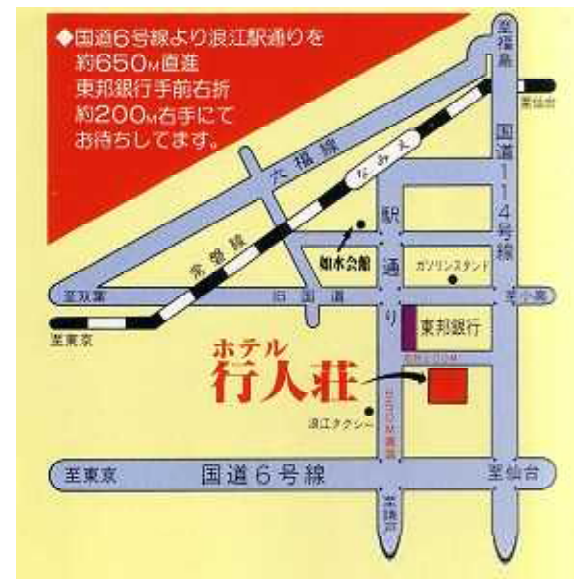 ◆国道6号線より浪江駅通りを
約650M直進
東邦銀行手前右折
約200M右手にて
お待ちしてます。
至福島
至仙台
国道114号線
六福線
なみえ
常磐線
駅通り
如水会館
ガソリンスタンド
至双葉
旧国道
至小高
至東京
東邦銀行
ホテル
行人荘
浪江タクシー
至東京
国道6号線
至仙台